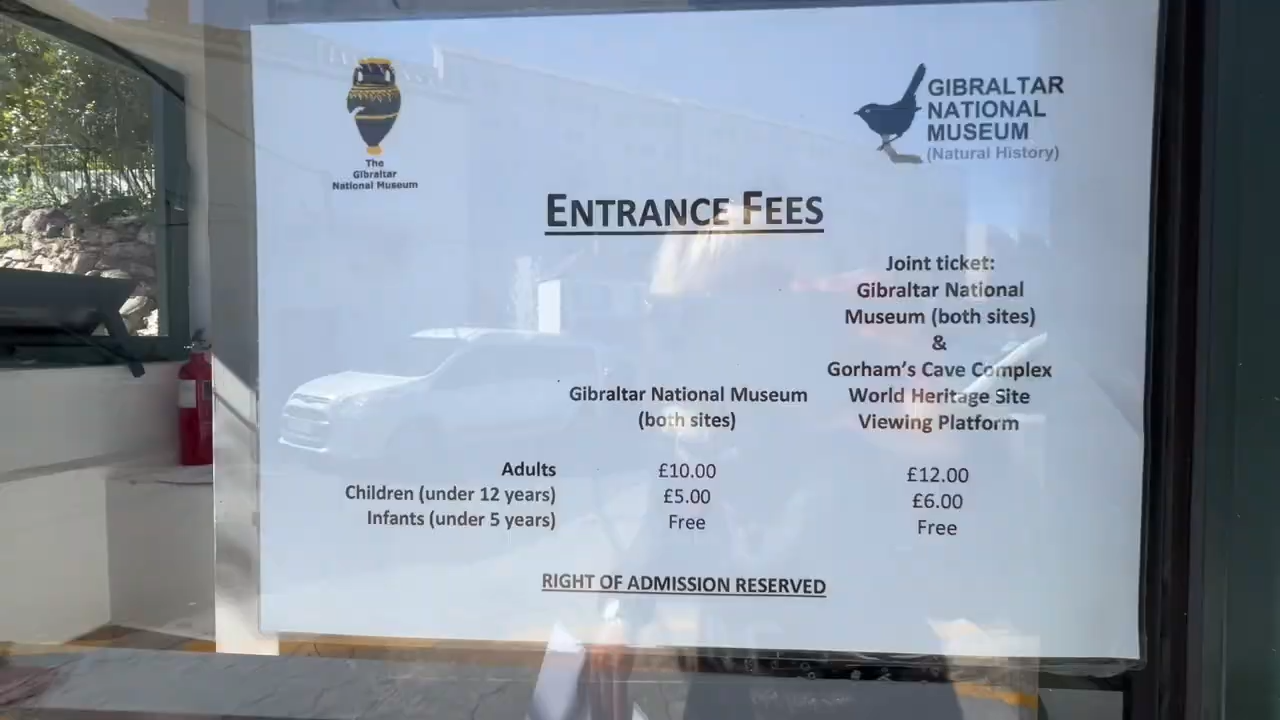 The
Gibraltar
National Museum
GIBRALTAR
NATIONAL
MUSEUM
(Natural History)
ENTRANCE FEES
Joint ticket:
Gibraltar National
Museum (both sites)
&
Gorham's Cave Complex
World Heritage Site
Viewing Platform
Gibraltar National Museum
(both sites)
Adults £10.00 £12.00
Children (under 12 years) £5.00 £6.00
Infants (under 5 years) Free Free
RIGHT OF ADMISSION RESERVED